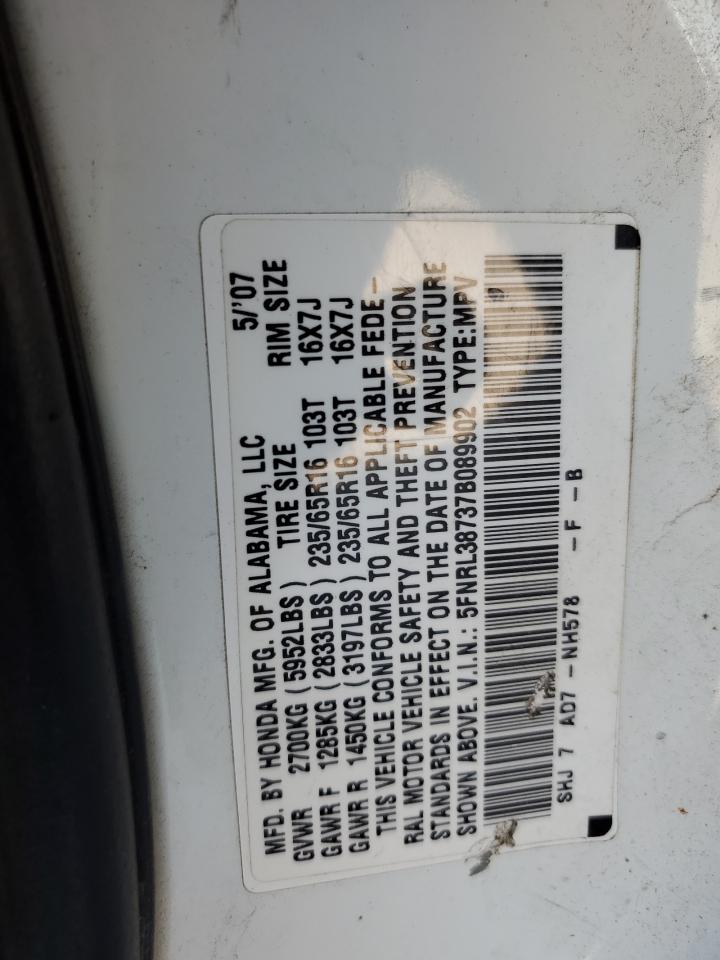 MFD. BY HONDA MFG. OF ALABAMA, LLC 5/'07
GVWR 2700KG (5952LBS) TIRE SIZE RIM SIZE
GAWR F 1285KG (2833LBS) 235/65R16 103T 16X7J
GAWR R 1450KG (3197LBS) 235/65R16 103T 16X7J
THIS VEHICLE CONFORMS TO ALL APPLICABLE FEDE-
RAL MOTOR VEHICLE SAFETY AND THEFT PREVENTION
STANDARDS IN EFFECT ON THE DATE OF MANUFACTURE
SHOWN ABOVE. V.I.N.: 5FNRL38737B089902 TYPE:MPV
SHJ 7 A07 - NH578 - F - B